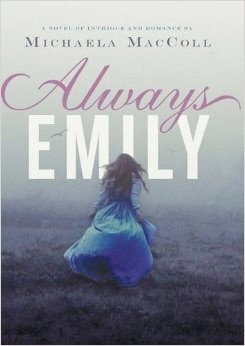 A NOVEL OF INTRIGUE AND ROMANCE BY
MICHAELA MACCOLL
Always
EMILY